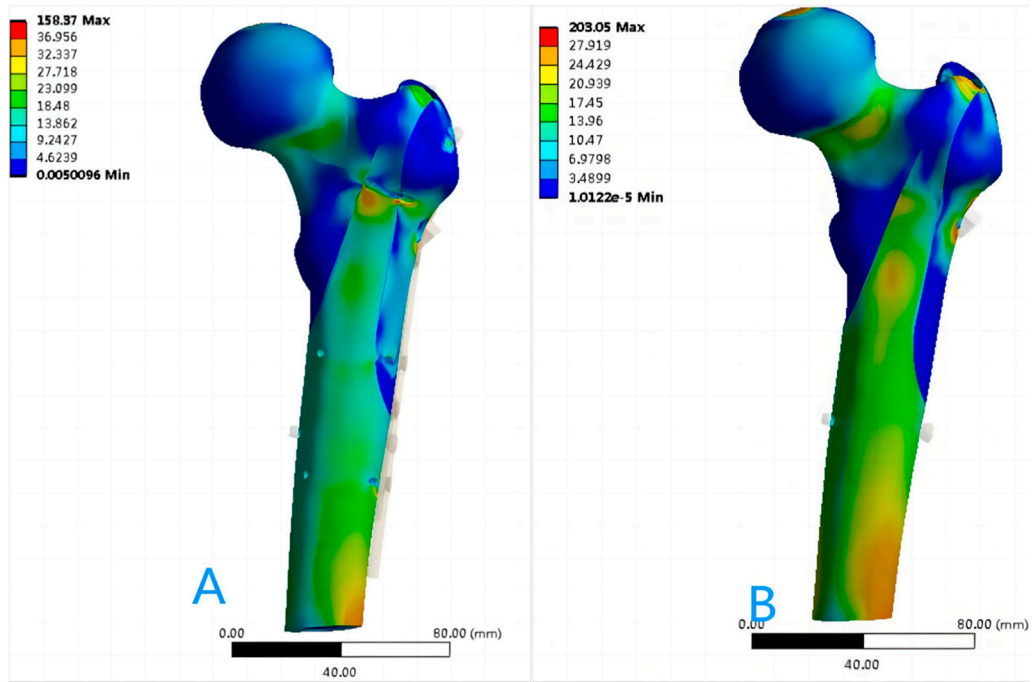 158.37 Max
36.956
32.337
27.718
23.099
18.48
13.862
9.2427
4.6239
0.0050096 Min
A
0.00
80.00 (mm)
40.00
203.05 Max
27.919
24.429
20.939
17.45
13.96
10.47
6.9798
3.4899
1.0122e-5 Min
B
0.00
80.00 (mm)
40.00